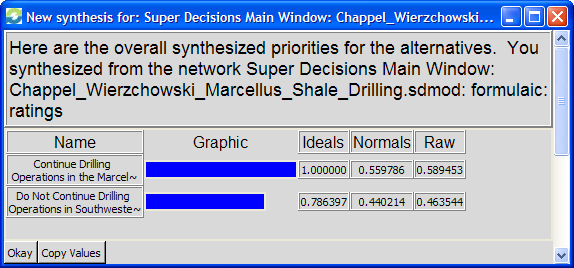 New synthesis for: Super Decisions Main Window: Chappel_Wierzchowski...
Here are the overall synthesized priorities for the alternatives. You
synthesized from the network Super Decisions Main Window:
Chappel_Wierzchowski_Marcellus_Shale_Drilling.sdmod: formulaic:
ratings
Name Graphic Ideals Normals Raw
Continue Drilling
Operations in the Marcel~ 1.000000 0.559786 0.589453
Do Not Continue Drilling
Operations in Southweste~ 0.786397 0.440214 0.463544
Okay Copy Values